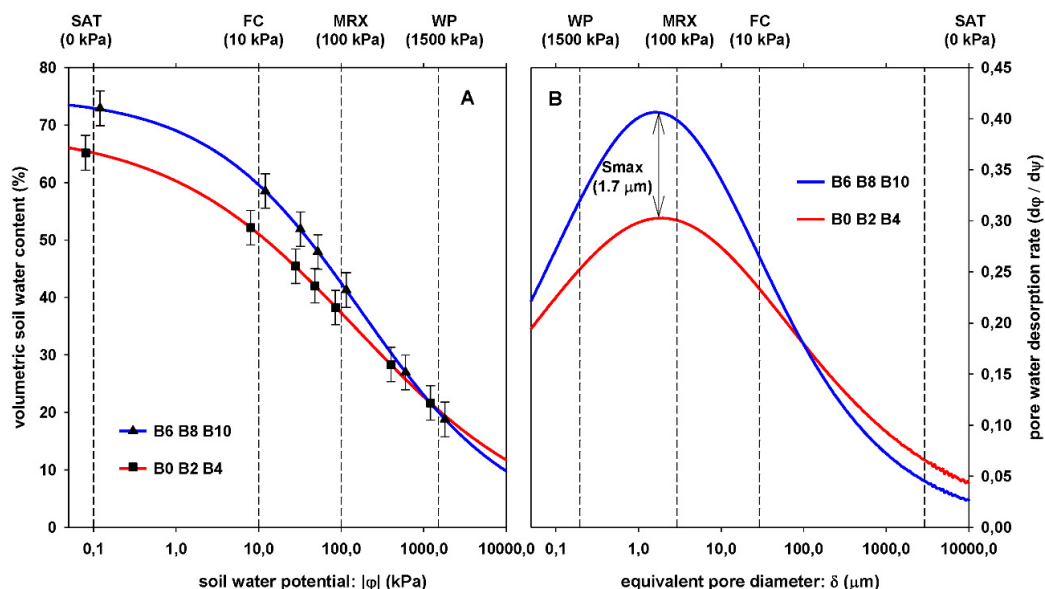 SAT FC MRX WP
(0 kPa) (10 kPa) (100 kPa) (1500 kPa)
WP MRX FC SAT
(1500 kPa) (100 kPa) (10 kPa) (0 kPa)
80
70
60
50
40
30
20
10
0
volumetric soil water content (%)
A
B6 B8 B10
B0 B2 B4
0,1 1,0 10,0 100,0 1000,0 10000,0
soil water potential: |φ| (kPa)
B
Smax
(1.7 μm)
B6 B8 B10
B0 B2 B4
0,45
0,40
0,35
0,30
0,25
0,20
0,15
0,10
0,05
0,00
pore water desorption rate (dφ / dψ)
0,1 1,0 10,0 100,0 1000,0 10000,0
equivalent pore diameter: δ (μm)